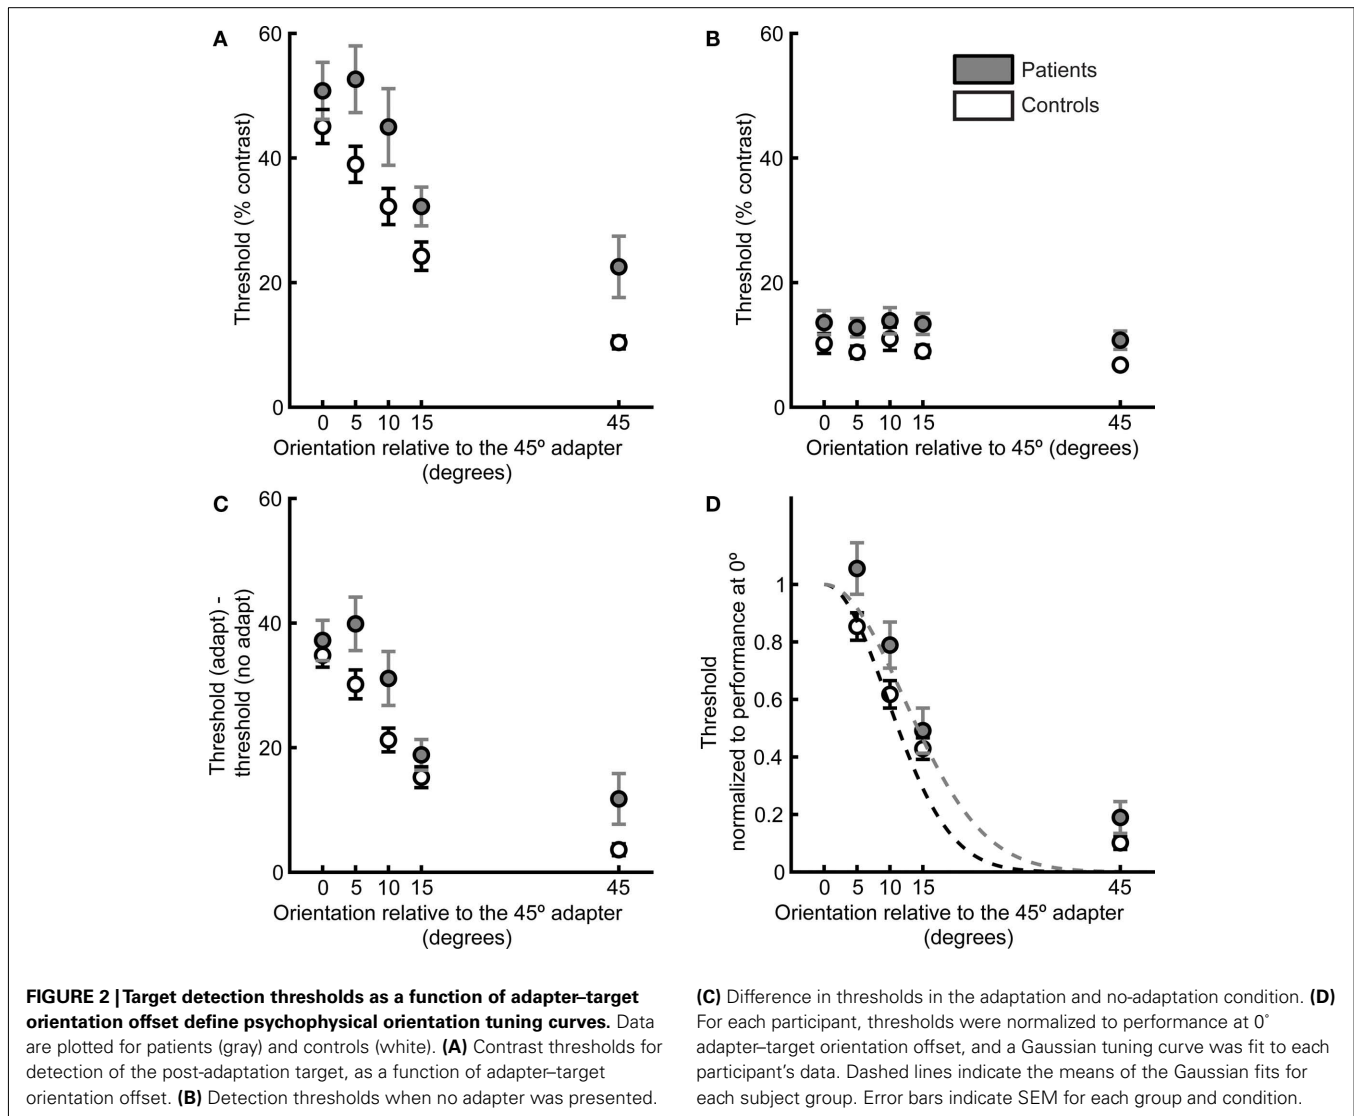 A
60
40
20
0
Threshold (% contrast)
0 5 10 15 45
Orientation relative to the 45º adapter
(degrees)
B
60
40
20
0
Threshold (% contrast)
Patients
Controls
0 5 10 15 45
Orientation relative to 45º (degrees)
C
60
40
20
0
Threshold (adapt) -
threshold (no adapt)
0 5 10 15 45
Orientation relative to the 45º adapter
(degrees)
D
1
0.8
0.6
0.4
0.2
0
Threshold
normalized to performance at 0º
0 5 10 15 45
Orientation relative to the 45º adapter
(degrees)
FIGURE 2 | Target detection thresholds as a function of adapter–target
orientation offset define psychophysical orientation tuning curves. Data
are plotted for patients (gray) and controls (white). (A) Contrast thresholds for
detection of the post-adaptation target, as a function of adapter–target
orientation offset. (B) Detection thresholds when no adapter was presented.
(C) Difference in thresholds in the adaptation and no-adaptation condition. (D)
For each participant, thresholds were normalized to performance at 0˚
adapter–target orientation offset, and a Gaussian tuning curve was fit to each
participant's data. Dashed lines indicate the means of the Gaussian fits for
each subject group. Error bars indicate SEM for each group and condition.